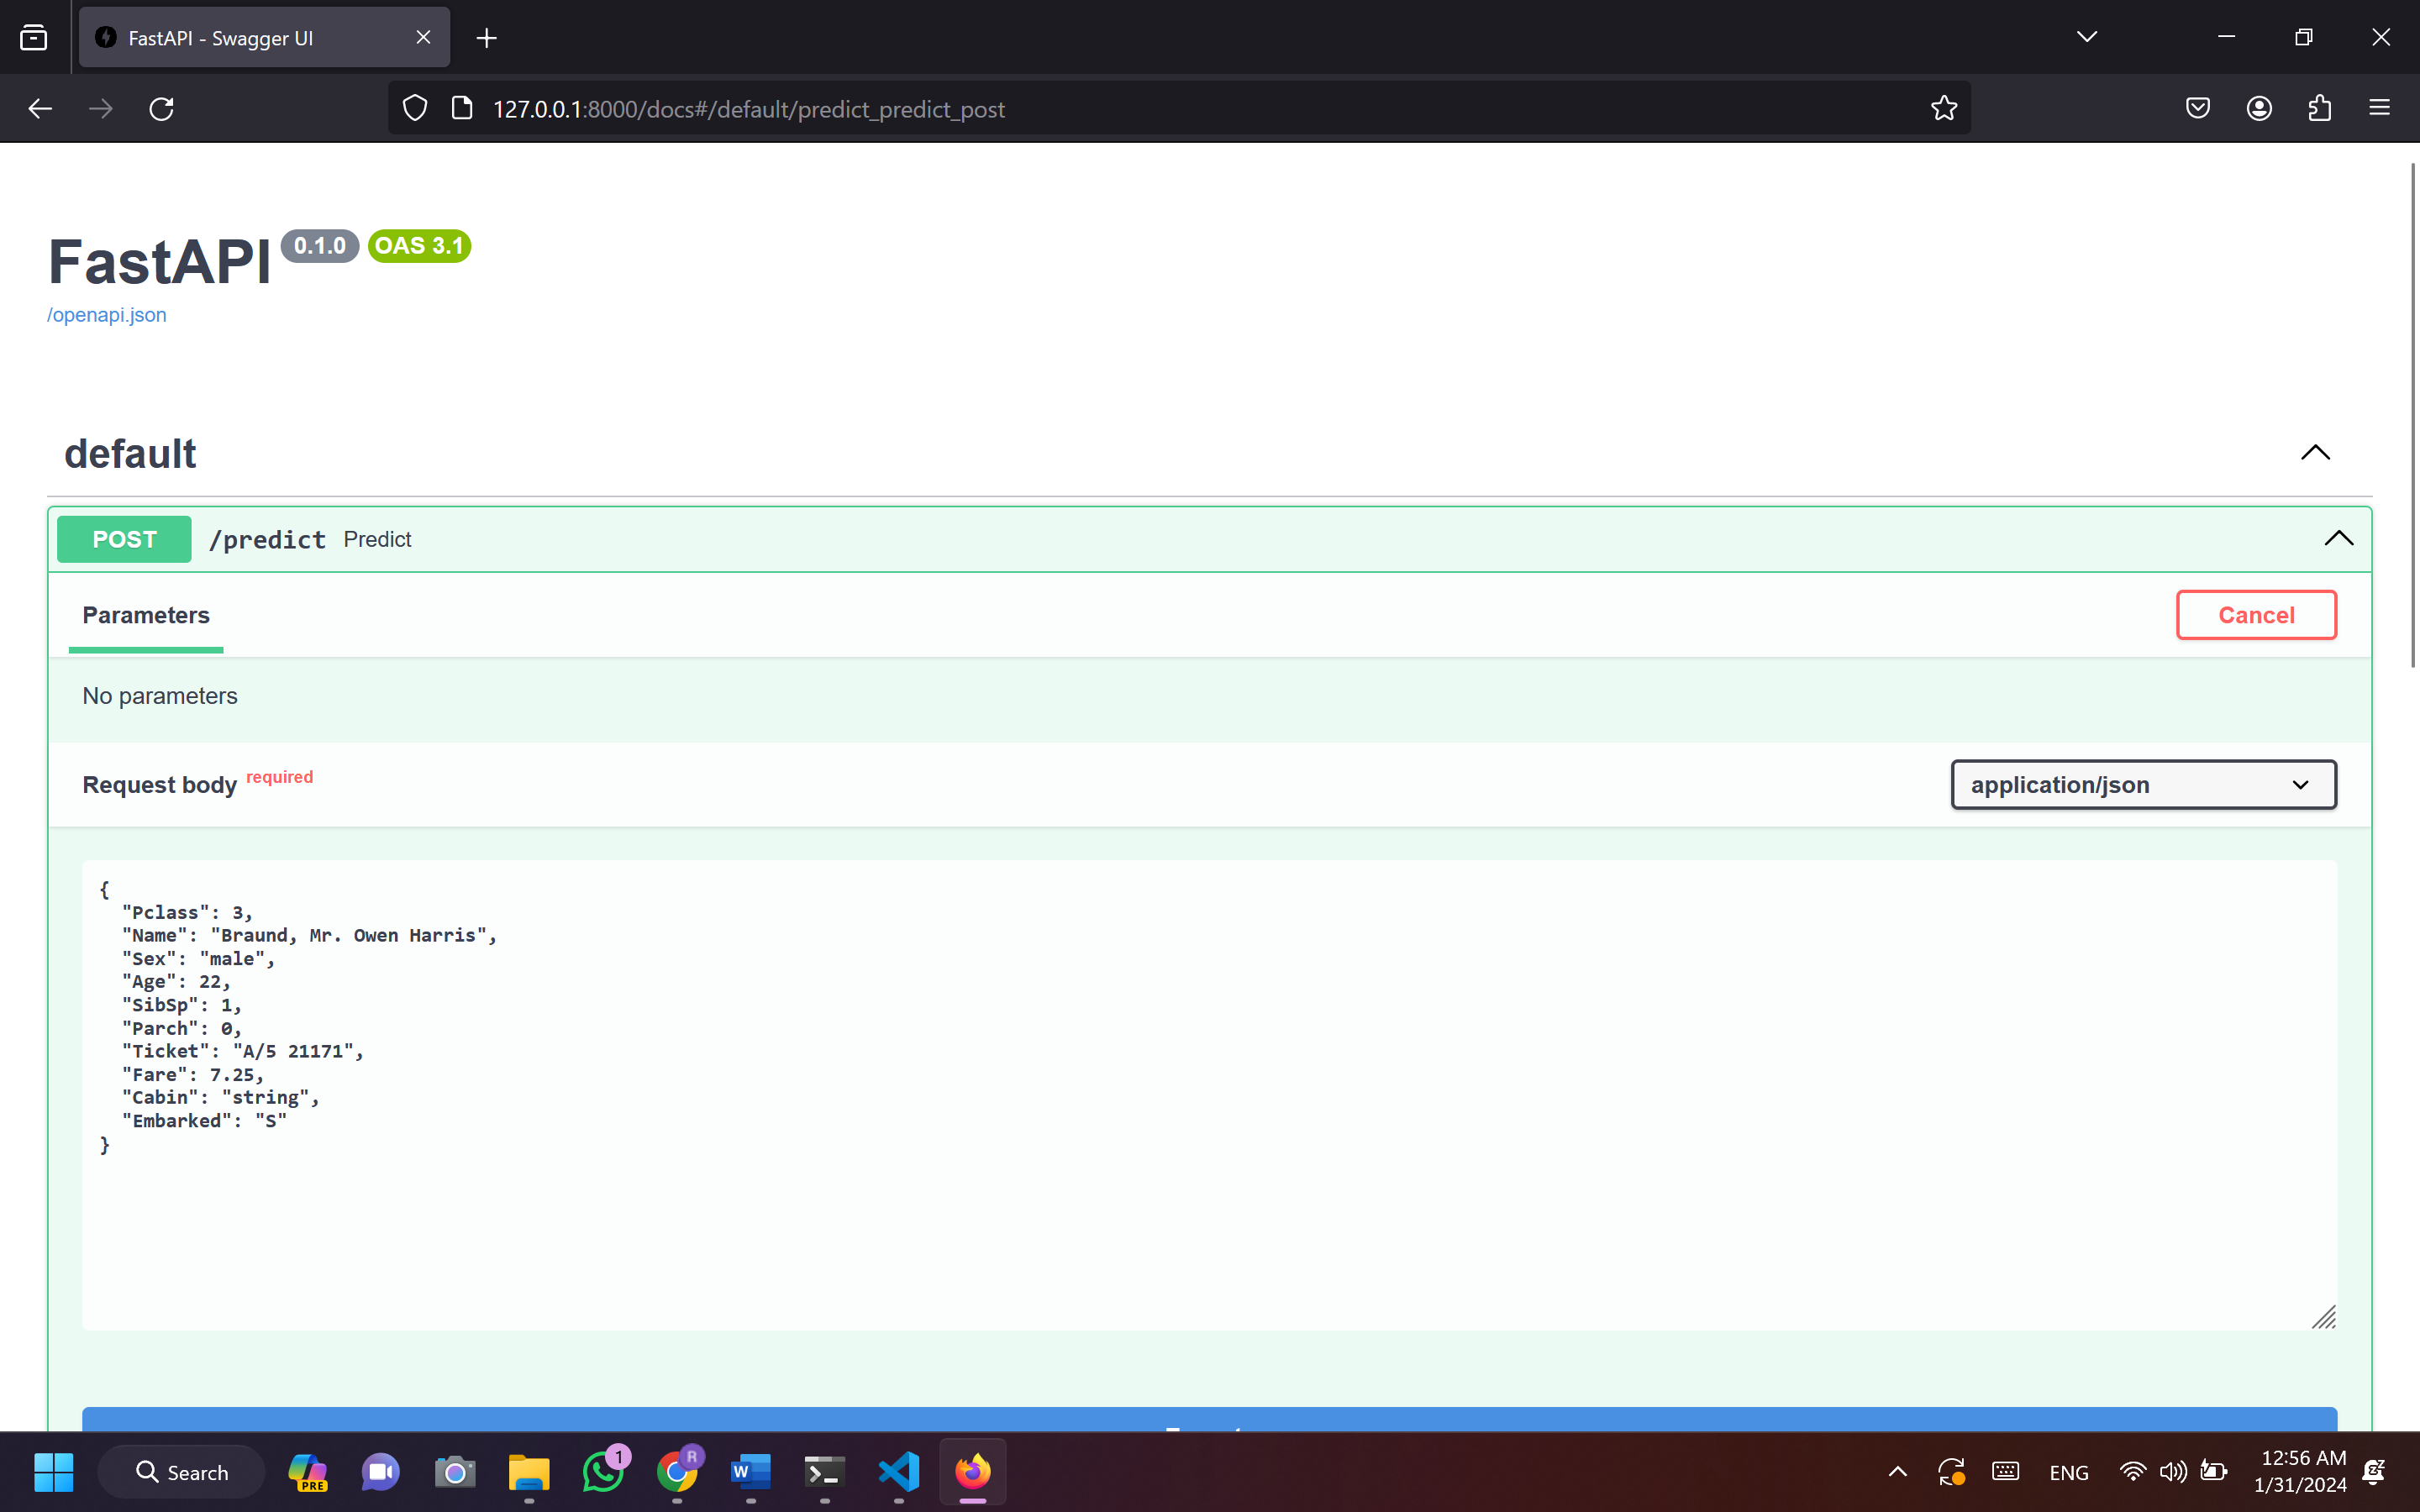 FastAPI - Swagger UI
127.0.0.1:8000/docs#/default/predict_predict_post
FastAPI 0.1.0 OAS 3.1
/openapi.json
default
POST /predict Predict
Parameters Cancel
No parameters
Request body required application/json
{
"Pclass": 3,
"Name": "Braund, Mr. Owen Harris",
"Sex": "male",
"Age": 22,
"SibSp": 1,
"Parch": 0,
"Ticket": "A/5 21171",
"Fare": 7.25,
"Cabin": "string",
"Embarked": "S"
}
Search PRE 1 R W ENG 12:56 AM
1/31/2024